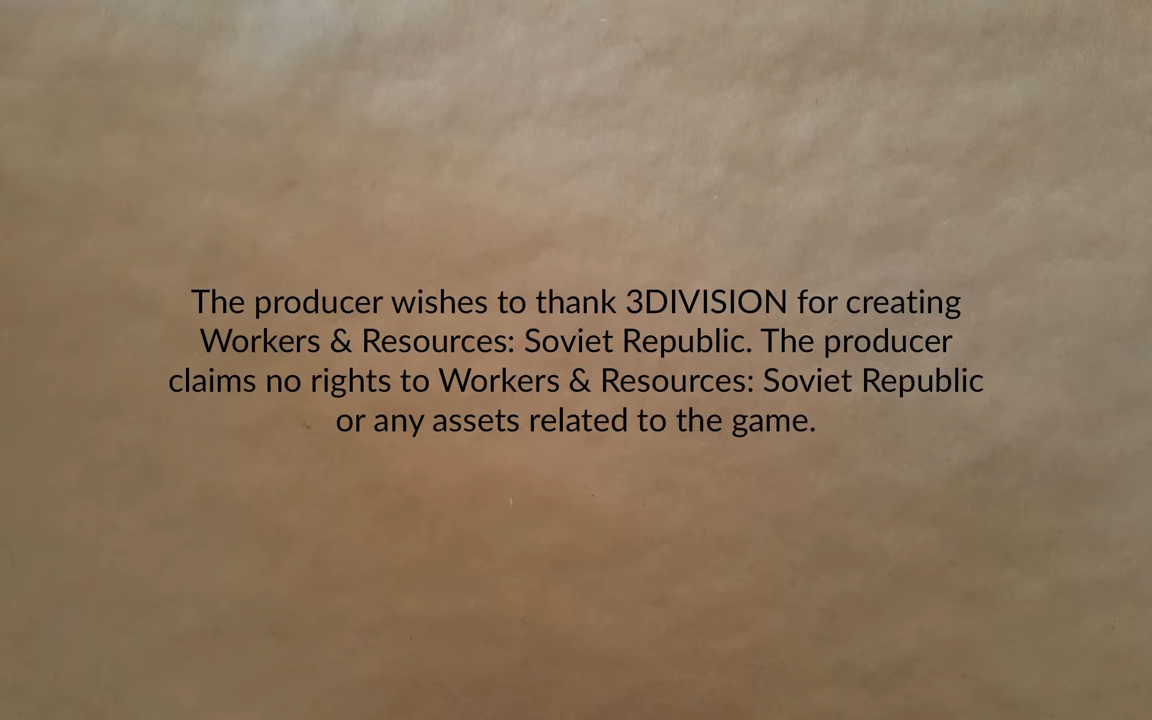 The producer wishes to thank 3DIVISION for creating
Workers & Resources: Soviet Republic. The producer
claims no rights to Workers & Resources: Soviet Republic
or any assets related to the game.